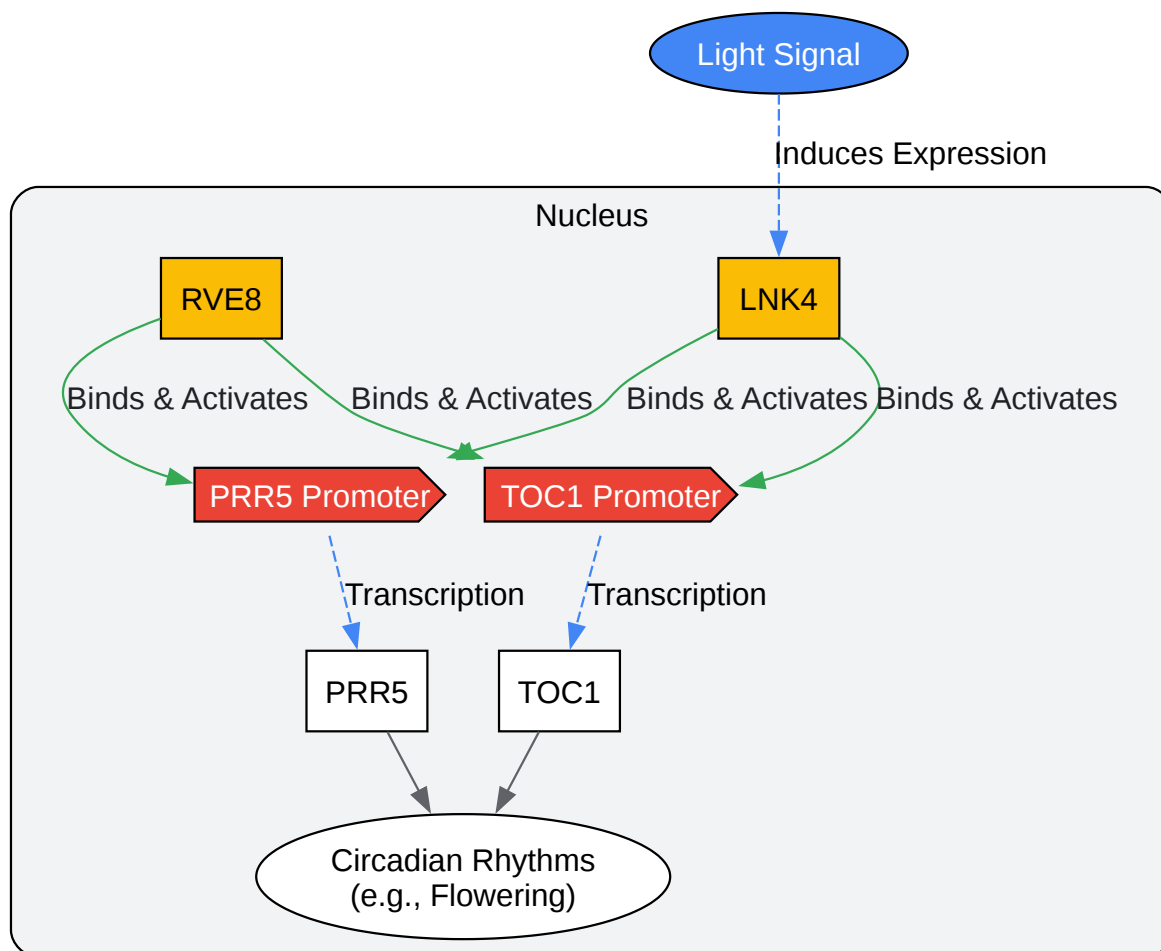 Light Signal
Induces Expression
Nucleus
RVE8
LNK4
Binds & Activates
Binds & Activates
Binds & Activates
Binds & Activates
PRR5 Promoter
TOC1 Promoter
Transcription
Transcription
PRR5
TOC1
Circadian Rhythms
(e.g., Flowering)